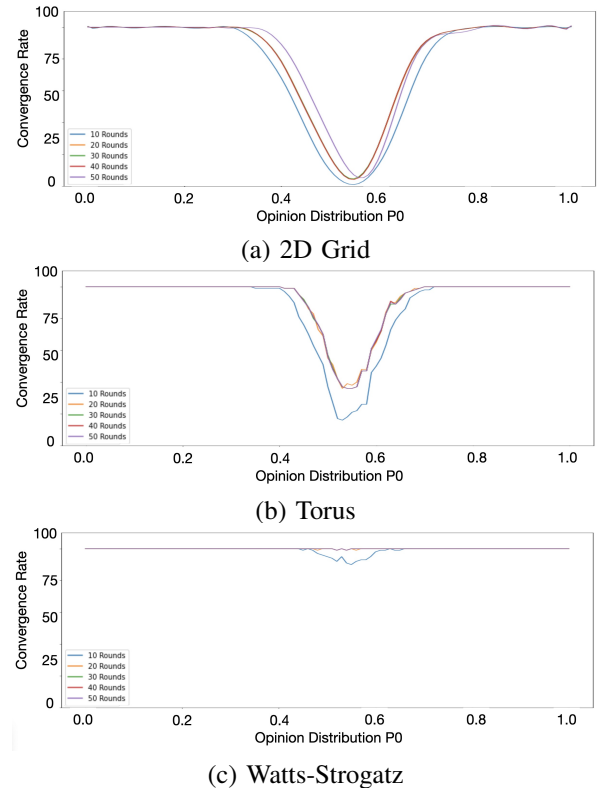 100
75
50
25
0
Convergence Rate
10 Rounds
20 Rounds
30 Rounds
40 Rounds
50 Rounds
0.0 0.2 0.4 0.6 0.8 1.0
Opinion Distribution P0
(a) 2D Grid
100
75
50
25
0
Convergence Rate
10 Rounds
20 Rounds
30 Rounds
40 Rounds
50 Rounds
0.0 0.2 0.4 0.6 0.8 1.0
Opinion Distribution P0
(b) Torus
100
75
50
25
0
Convergence Rate
10 Rounds
20 Rounds
30 Rounds
40 Rounds
50 Rounds
0.0 0.2 0.4 0.6 0.8 1.0
Opinion Distribution P0
(c) Watts-Strogatz